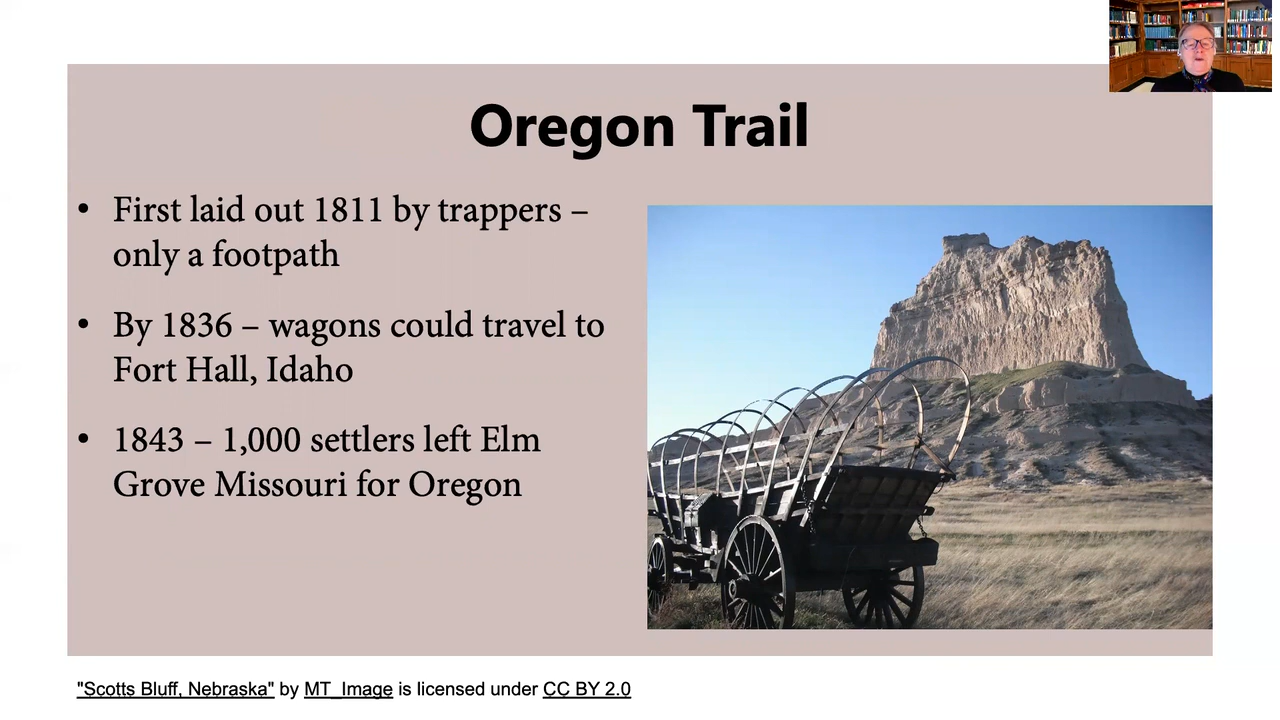 Oregon Trail
• First laid out 1811 by trappers –
only a footpath
• By 1836 – wagons could travel to
Fort Hall, Idaho
• 1843 – 1,000 settlers left Elm
Grove Missouri for Oregon
"Scotts Bluff, Nebraska" by MT_Image is licensed under CC BY 2.0